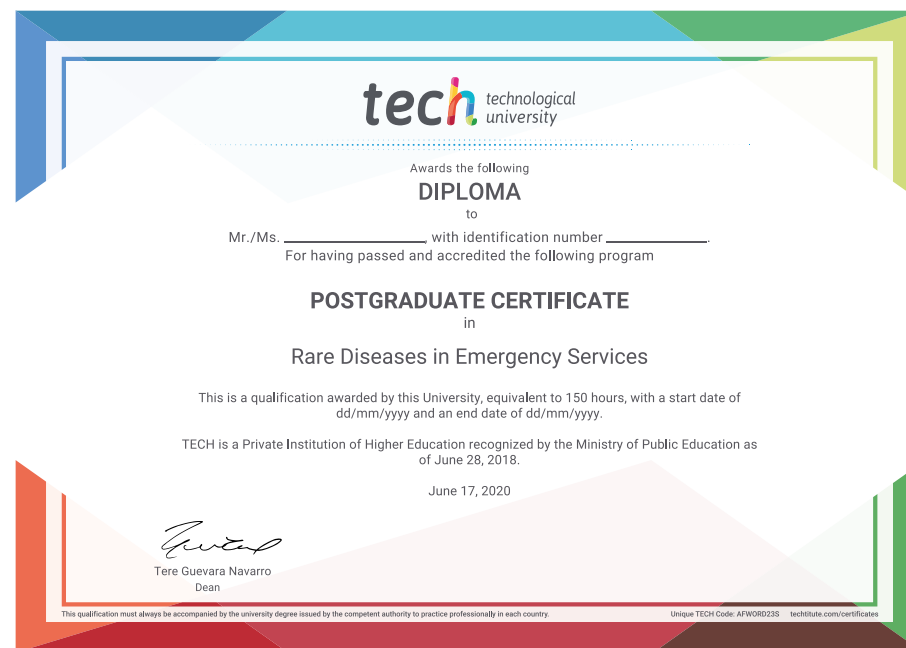 tech technological
university
Awards the following
DIPLOMA
to
Mr./Ms. ____________, with identification number ____________.
For having passed and accredited the following program
POSTGRADUATE CERTIFICATE
in
Rare Diseases in Emergency Services
This is a qualification awarded by this University, equivalent to 150 hours, with a start date of
dd/mm/yyyy and an end date of dd/mm/yyyy.
TECH is a Private Institution of Higher Education recognized by the Ministry of Public Education as
of June 28, 2018.
June 17, 2020
Tere Guevara Navarro
Dean
This qualification must always be accompanied by the university degree issued by the competent authority to practice professionally in each country.
Unique TECH Code: AFWORD23S techtitute.com/certificates